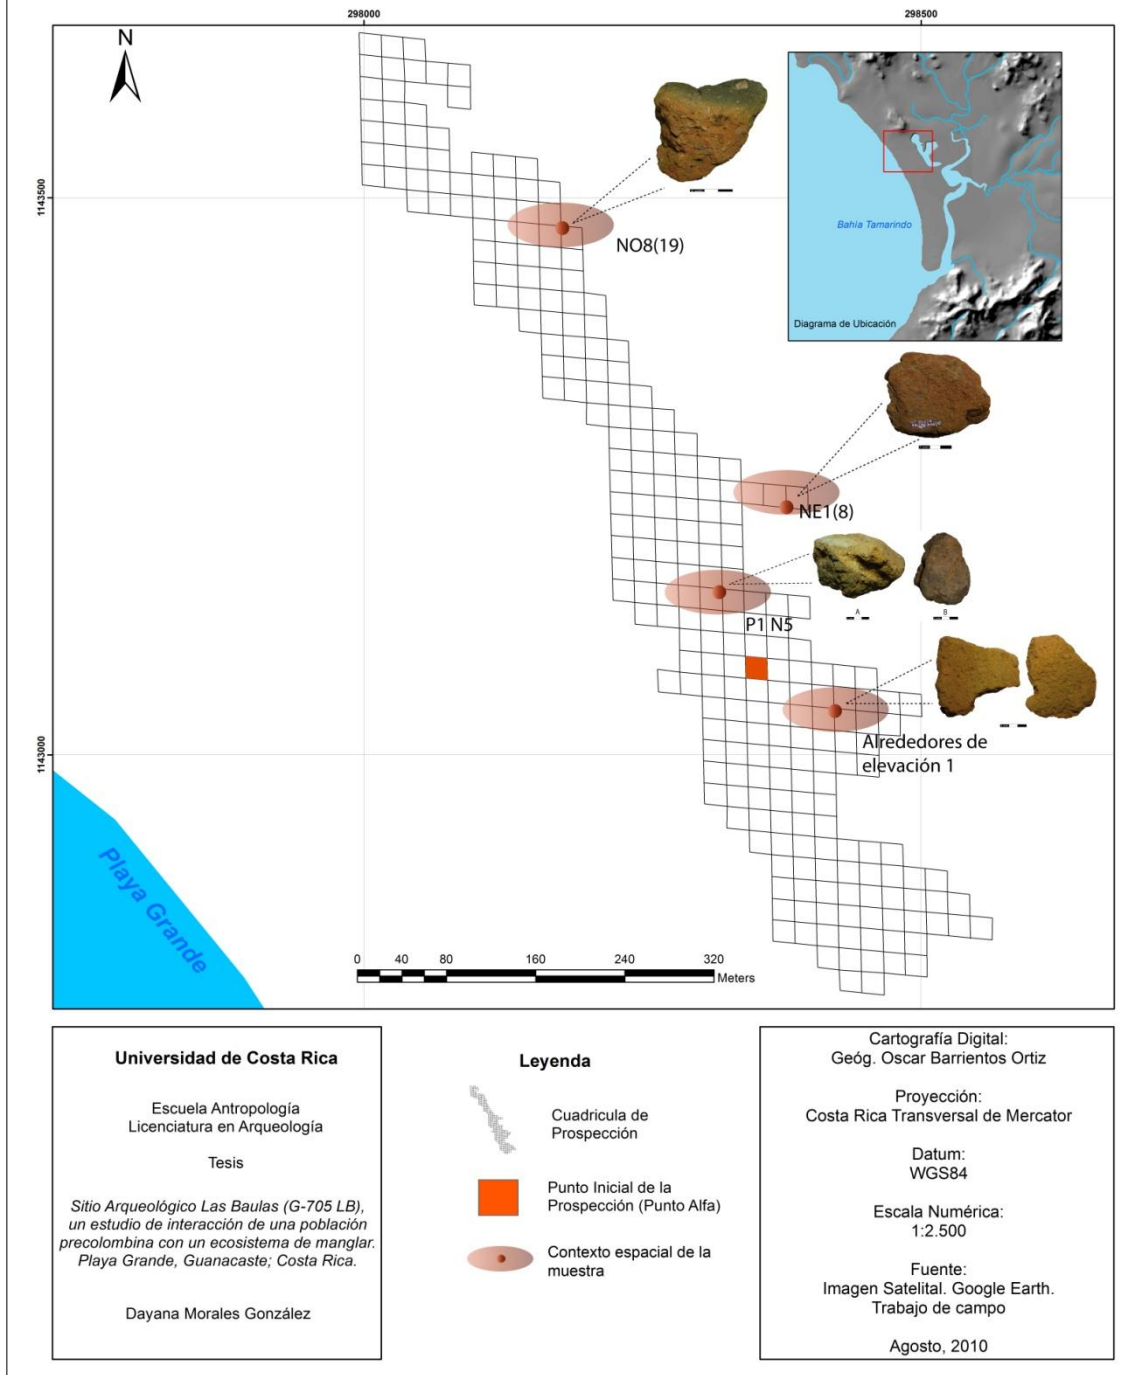 298000
298500
N
1143500
NO8(19)
Bahía Tamarindo
Diagrama de Ubicación
NE1(8)
A
B
P1 N5
Alrededores de
elevación 1
1143000
Playa Grande
0 40 80 160 240 320
Meters
Universidad de Costa Rica
Escuela Antropología
Licenciatura en Arqueología
Tesis
Sitio Arqueológico Las Baulas (G-705 LB),
un estudio de interacción de una población
precolombina con un ecosistema de manglar.
Playa Grande, Guanacaste; Costa Rica.
Dayana Morales González
Leyenda
Cuadricula de
Prospección
Punto Inicial de la
Prospección (Punto Alfa)
Contexto espacial de la
muestra
Cartografía Digital:
Geóg. Oscar Barrientos Ortiz
Proyección:
Costa Rica Transversal de Mercator
Datum:
WGS84
Escala Numérica:
1:2.500
Fuente:
Imagen Satelital. Google Earth.
Trabajo de campo
Agosto, 2010